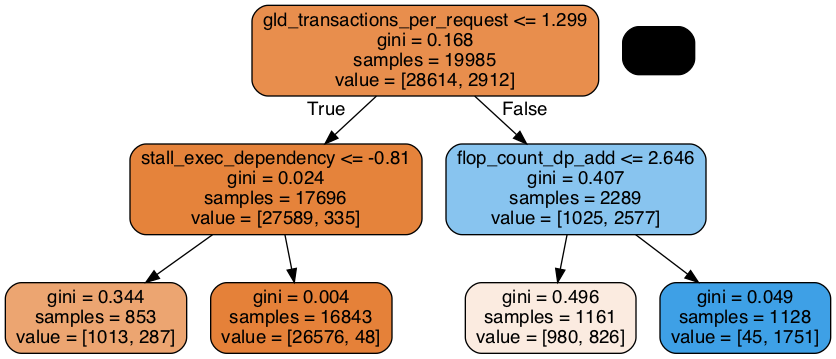 gld_transactions_per_request <= 1.299
gini = 0.168
samples = 19985
value = [28614, 2912]
True
False
stall_exec_dependency <= -0.81
gini = 0.024
samples = 17696
value = [27589, 335]
flop_count_dp_add <= 2.646
gini = 0.407
samples = 2289
value = [1025, 2577]
gini = 0.344
samples = 853
value = [1013, 287]
gini = 0.004
samples = 16843
value = [26576, 48]
gini = 0.496
samples = 1161
value = [980, 826]
gini = 0.049
samples = 1128
value = [45, 1751]